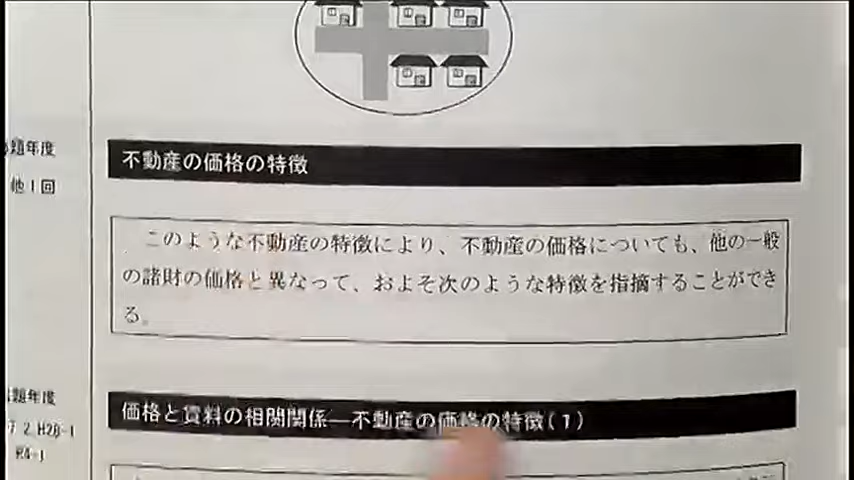 題年度
他1回
不動産の価格の特徴
このような不動産の特徴により、不動産の価格についても、他の一般
の諸財の価格と異なって、およそ次のような特徴を指摘することができ
る。
題年度
価格と賃料の相関関係―不動産の価格の特徴(1)
2 H20-1
R4-1